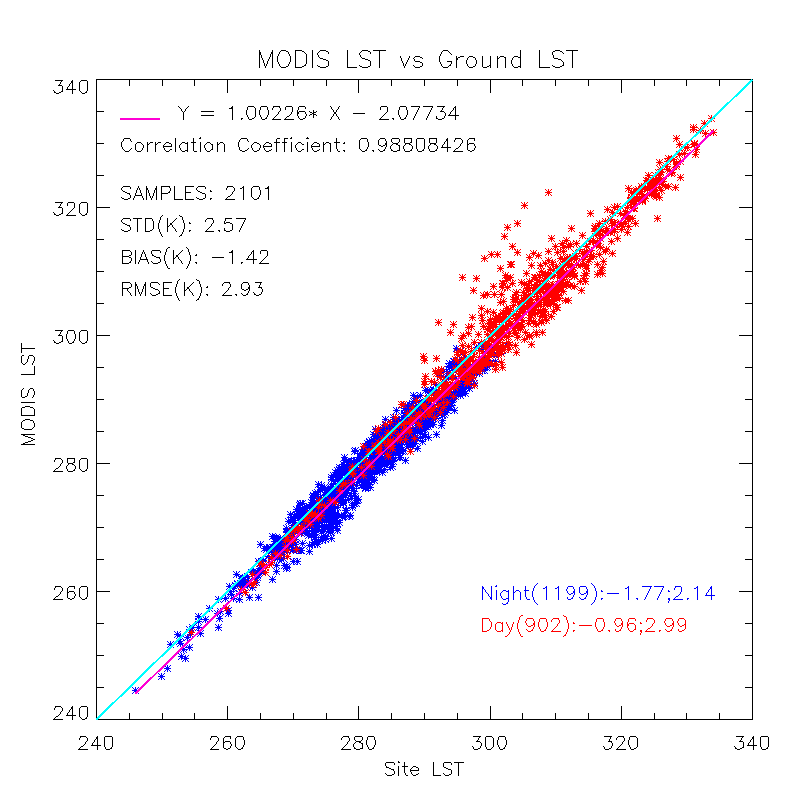 MODIS LST vs Ground LST
Y = 1.00226* X − 2.07734
Correlation Coefficient: 0.98808426
SAMPLES: 2101
STD(K): 2.57
BIAS(K): −1.42
RMSE(K): 2.93
Night(1199):−1.77;2.14
Day(902):−0.96;2.99
340
320
300
280
260
240
MODIS LST
240 260 280 300 320 340
Site LST